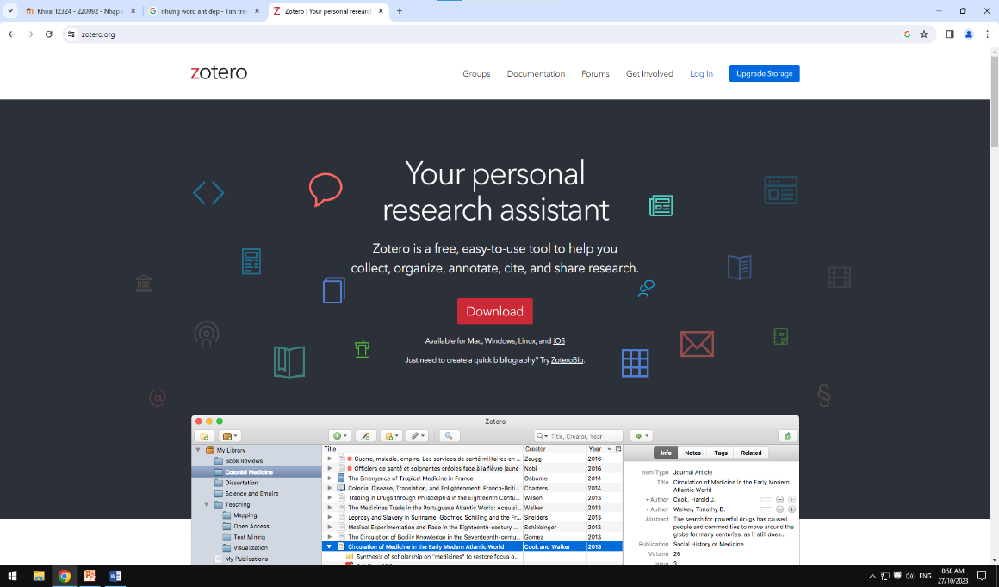 Khóa: 12324 - 220092 - Nhập m
những word ant đẹp - Tìm trên
Zotero | Your personal research
zotero.org
zotero
Groups
Documentation
Forums
Get Involved
Log In
Upgrade Storage
Your personal
research assistant
Zotero is a free, easy-to-use tool to help you
collect, organize, annotate, cite, and share research.
Download
Available for Mac, Windows, Linux, and iOS
Just need to create a quick bibliography? Try ZoteroBib.
Zotero
Title, Creator, Year
My Library
Book Reviews
Colonial Medicine
Dissertation
Science and Empire
Teaching
Mapping
Open Access
Text Mining
Visualization
My Publications
Title Creator Year
Guerre, maladie, empire. Les services de santé militaires en ... Zaugg 2016
Officiers de santé et soignantes créoles face à la fièvre jaune Nobi 2016
The Emergence of Tropical Medicine in France Osborne 2014
Colonial Disease, Translation, and Enlightenment: Franco-Briti... Charters 2014
Trading in Drugs through Philadelphia in the Eighteenth Centu... Wilson 2013
The Medicines Trade in the Portuguese Atlantic World: Acquisi... Walker 2013
Leprosy and Slavery in Suriname: Godfried Schilling and the Fr... Snelders 2013
Medical Experimentation and Race in the Eighteenth-century ... Schiebinger 2013
The Circulation of Bodily Knowledge in the Seventeenth-centu... Gómez 2013
Circulation of Medicine in the Early Modern Atlantic World Cook and Walker 2013
Synthesis of scholarship on "medicines" to restore focus o...
Info
Notes
Tags
Related
Item Type Journal Article
Title Circulation of Medicine in the Early Modern
Atlantic World
Author Cook, Harold J.
Author Walker, Timothy D.
Abstract The search for powerful drugs has caused
people and commodities to move around the
globe for many centuries, as it still does...
Publication Social History of Medicine
Volume 26
Issue 3
ENG
8:58 AM
27/10/2023